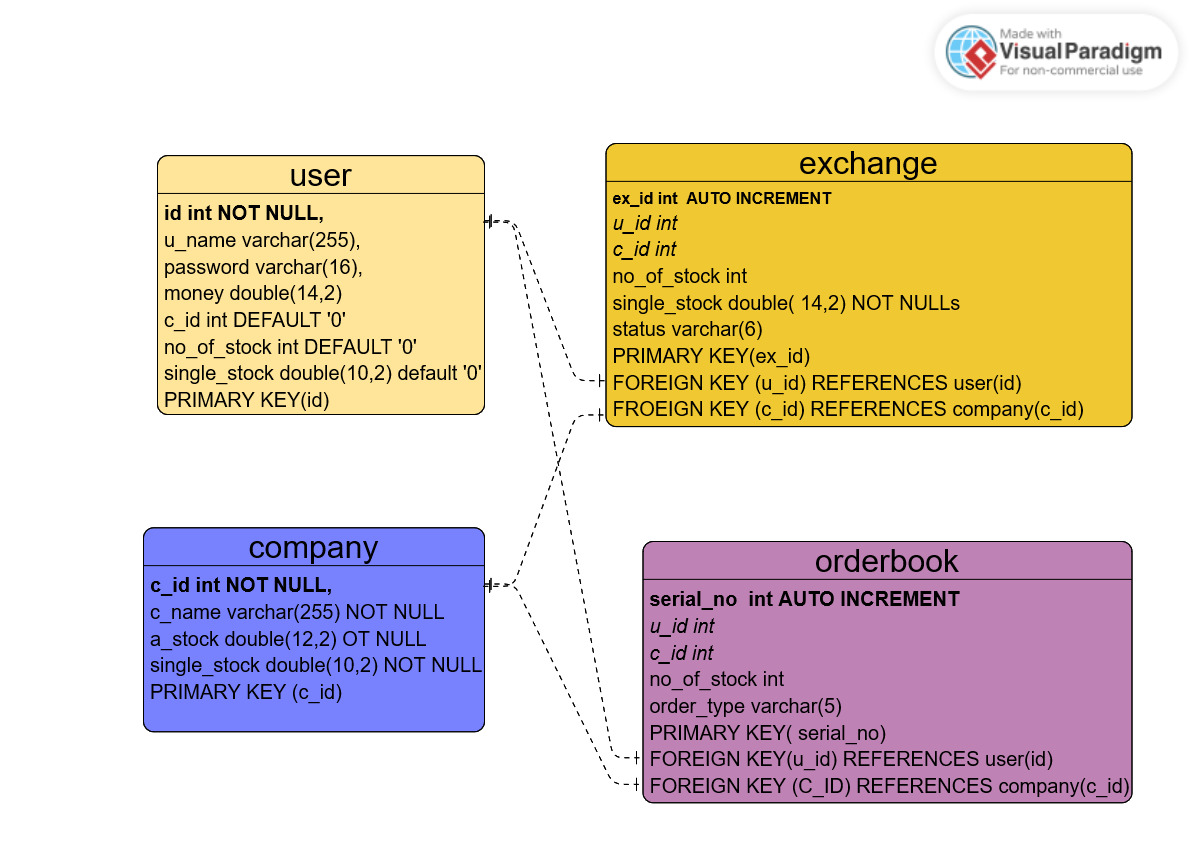 Made with
VisualParadigm
For non-commercial use
user
id int NOT NULL,
u_name varchar(255),
password varchar(16),
money double(14,2)
c_id int DEFAULT '0'
no_of_stock int DEFAULT '0'
single_stock double(10,2) default '0'
PRIMARY KEY(id)
exchange
ex_id int  AUTO INCREMENT
u_id int
c_id int
no_of_stock int
single_stock double( 14,2) NOT NULLs
status varchar(6)
PRIMARY KEY(ex_id)
FOREIGN KEY (u_id) REFERENCES user(id)
FROEIGN KEY (c_id) REFERENCES company(c_id)
company
c_id int NOT NULL,
c_name varchar(255) NOT NULL
a_stock double(12,2) OT NULL
single_stock double(10,2) NOT NULL
PRIMARY KEY (c_id)
orderbook
serial_no  int AUTO INCREMENT
u_id int
c_id int
no_of_stock int
order_type varchar(5)
PRIMARY KEY( serial_no)
FOREIGN KEY(u_id) REFERENCES user(id)
FOREIGN KEY (C_ID) REFERENCES company(c_id)